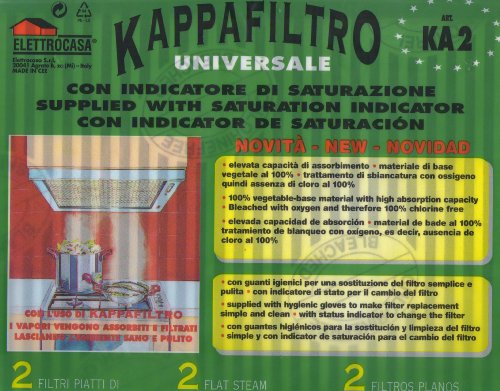 ELETTROCASA®
Elettrocasa S.r.l.
20041 Agrate B. zc. (Mi) - Italy
MADE IN CEE
KAPPAFILTRO
UNIVERSALE
ART.
KA2
CON INDICATORE DI SATURAZIONE
SUPPLIED WITH SATURATION INDICATOR
CON INDICATOR DE SATURACIÓN
NOVITÀ - NEW - NOVIDAD
• elevata capacità di assorbimento • materiale di base
vegetale al 100% • trattamento di sbiancatura con ossigeno
quindi assenza di cloro al 100%
• 100% vegetable-base material with high absorption capacity
• Bleached with oxygen and therefore 100% chlorine free
• elevada capacidad de absorción • material de bade al 100%
tratamiento de blanqueo con oxigeno, es decir, ausencia
de cloro al 100%
• con guanti igienici per una sostituzione del filtro semplice e
pulita • con indicatore di stato per il cambio del filtro
• supplied with hygienic gloves to make filter replacement
simple and clean • with status indicator to change the filter
• con guantes higiénicos para la sostitución y limpieza del filtro
• simple y con indicator de saturación para el cambio del filtro
CON L'USO DI KAPPAFILTRO
I VAPORI VENGONO ASSORBITI E FILTRATI
LASCIANDO L'AMBIENTE SANO E PULITO
2 FILTRI PIATTI DI
2 FLAT STEAM
2 FILTROS PLANOS